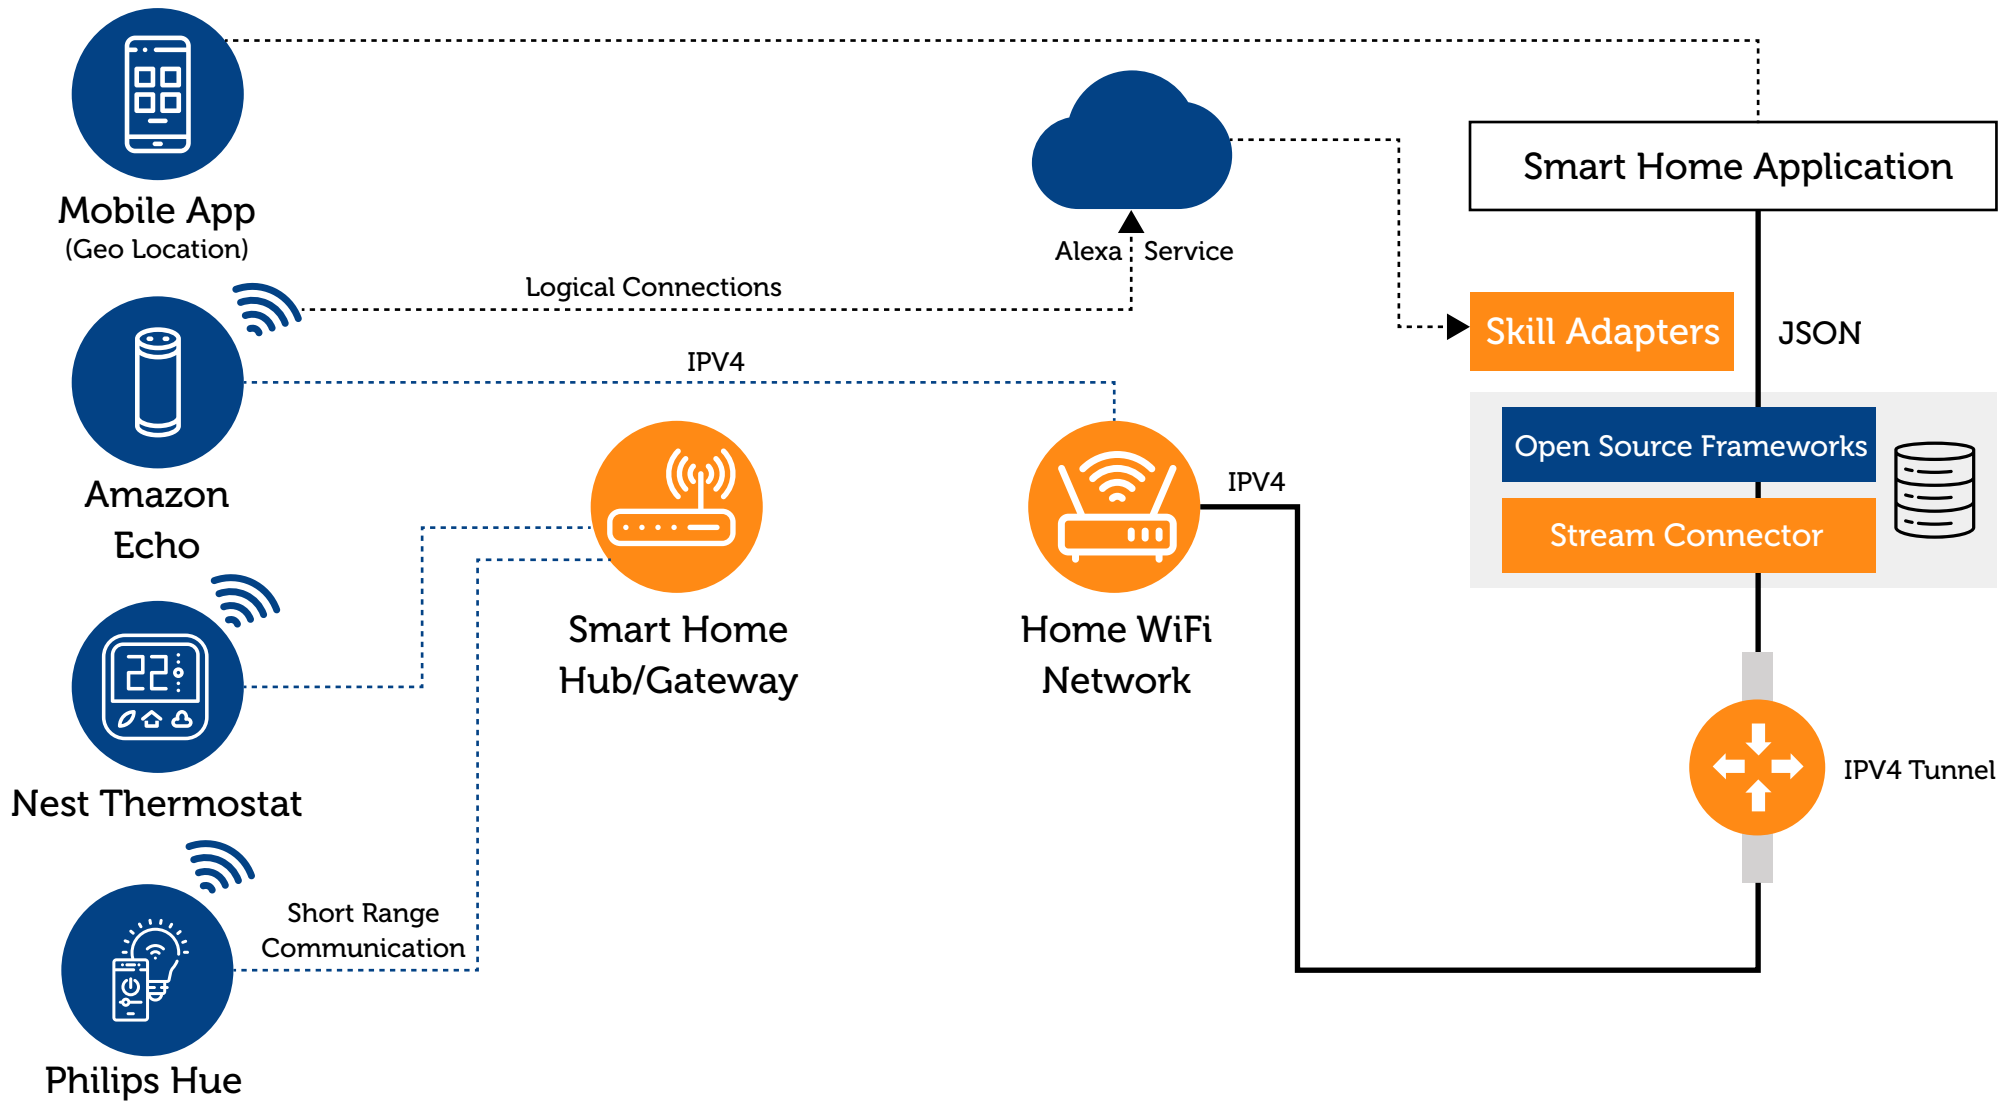 Mobile App
(Geo Location)
Alexa Service
Smart Home Application
Logical Connections
Skill Adapters
JSON
IPV4
Amazon
Echo
Open Source Frameworks
IPV4
Stream Connector
Smart Home
Hub/Gateway
Home WiFi
Network
22
Nest Thermostat
IPV4 Tunnel
Short Range
Communication
Philips Hue